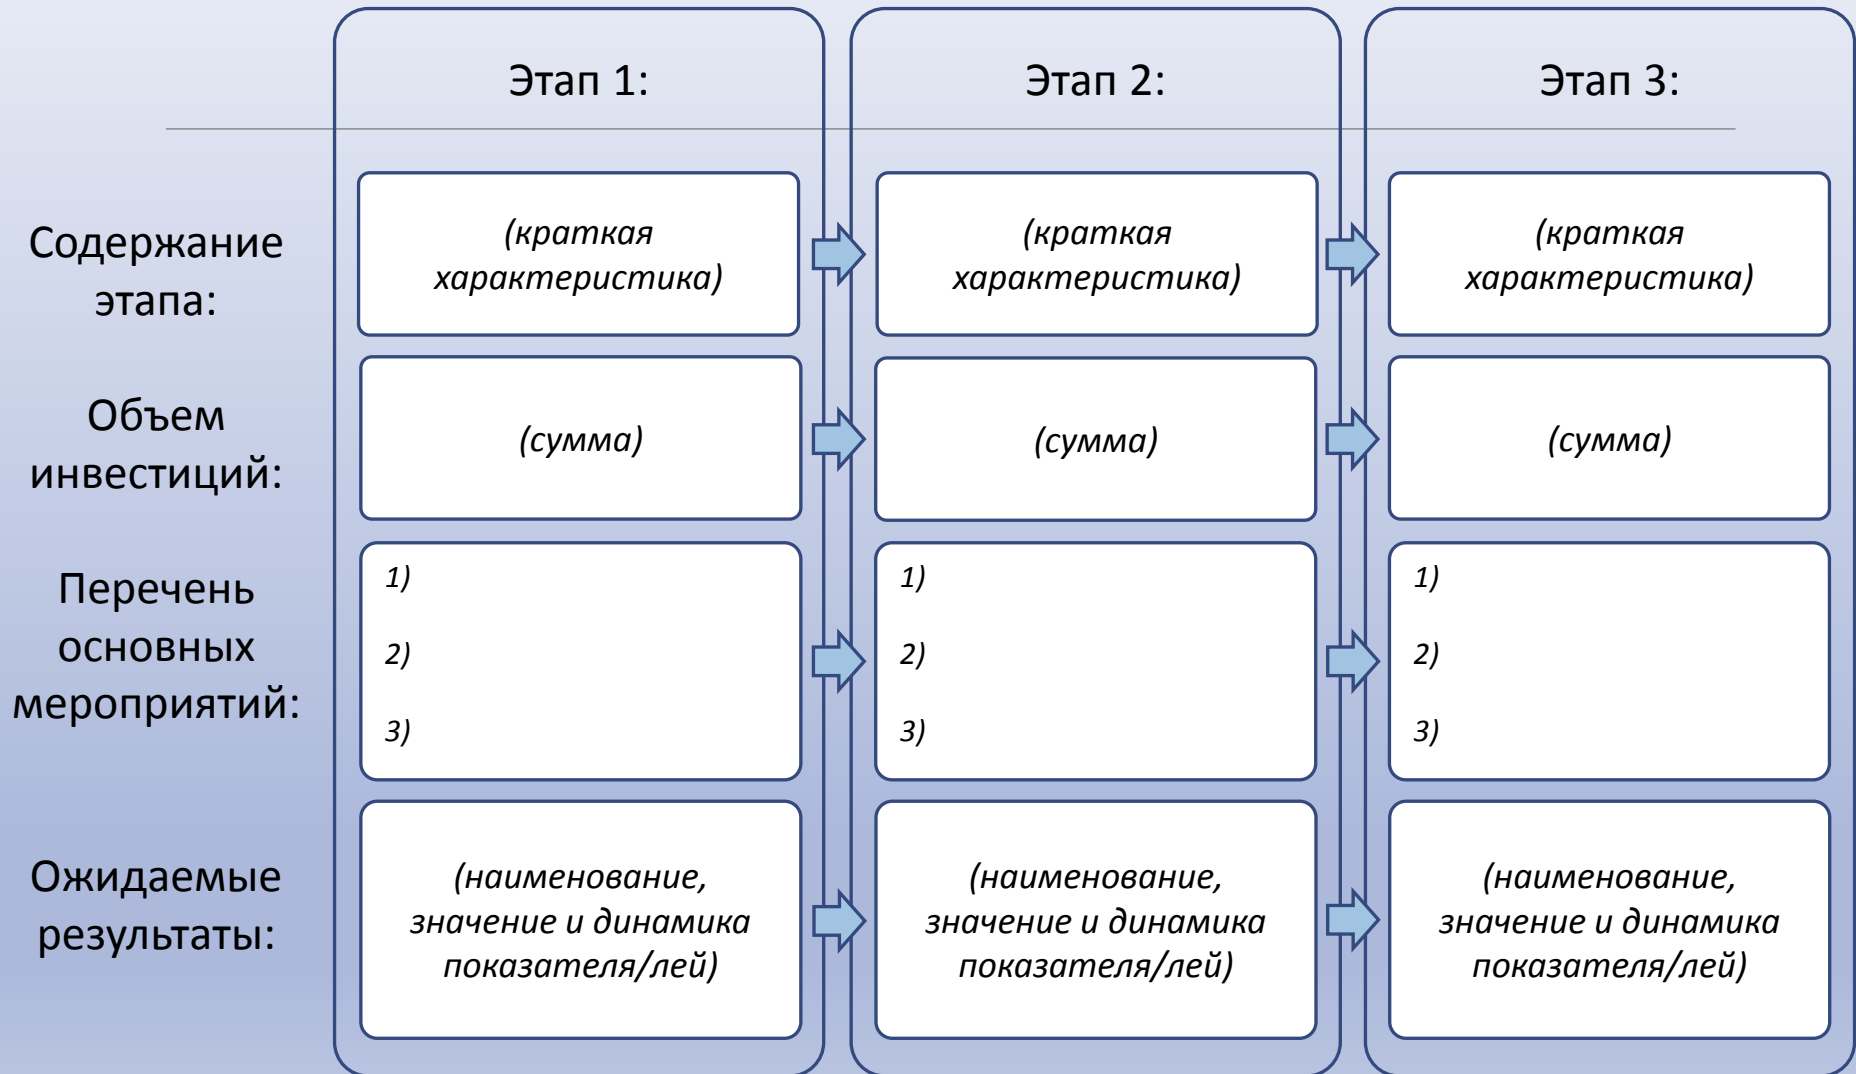 Этап 1:
Этап 2:
Этап 3:
Содержание
этапа:
(краткая
характеристика)
(краткая
характеристика)
(краткая
характеристика)
Объем
инвестиций:
(сумма)
(сумма)
(сумма)
Перечень
основных
мероприятий:
1)
2)
3)
1)
2)
3)
1)
2)
3)
Ожидаемые
результаты:
(наименование,
значение и динамика
показателя/лей)
(наименование,
значение и динамика
показателя/лей)
(наименование,
значение и динамика
показателя/лей)